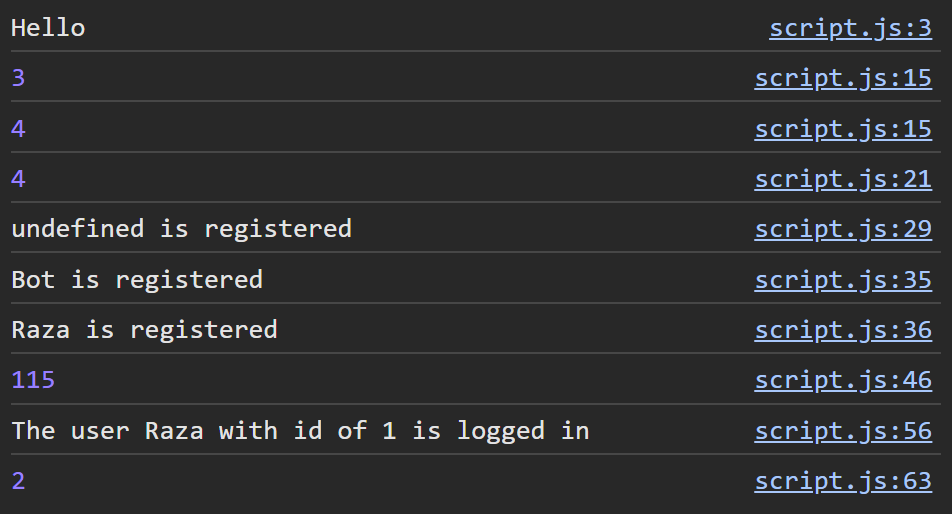 Hello script.js:3
3 script.js:15
4 script.js:15
4 script.js:21
undefined is registered script.js:29
Bot is registered script.js:35
Raza is registered script.js:36
115 script.js:46
The user Raza with id of 1 is logged in script.js:56
2 script.js:63